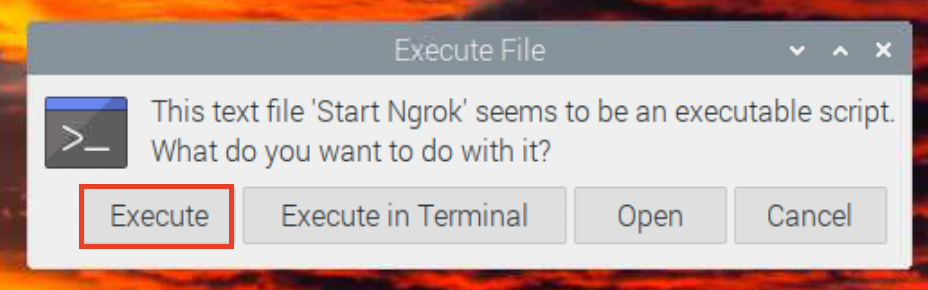 Execute File
This text file 'Start Ngrok' seems to be an executable script.
What do you want to do with it?
Execute
Execute in Terminal
Open
Cancel